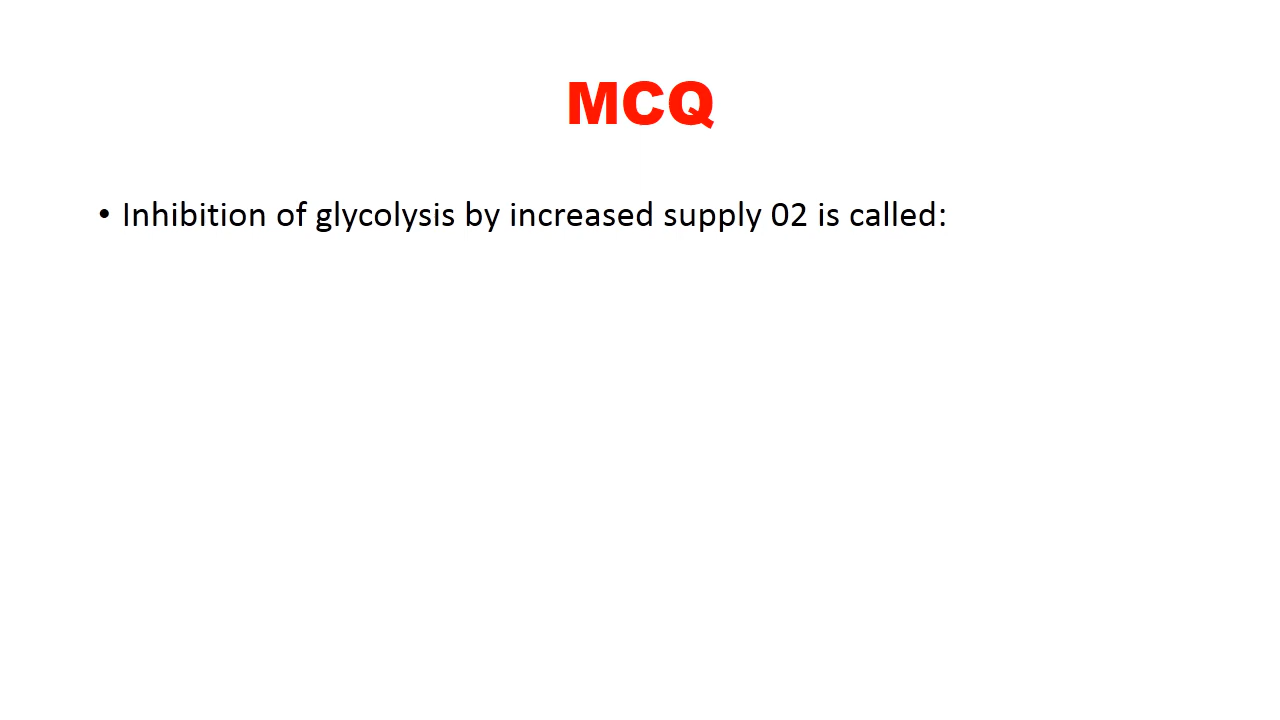 MCQ
• Inhibition of glycolysis by increased supply 02 is called: